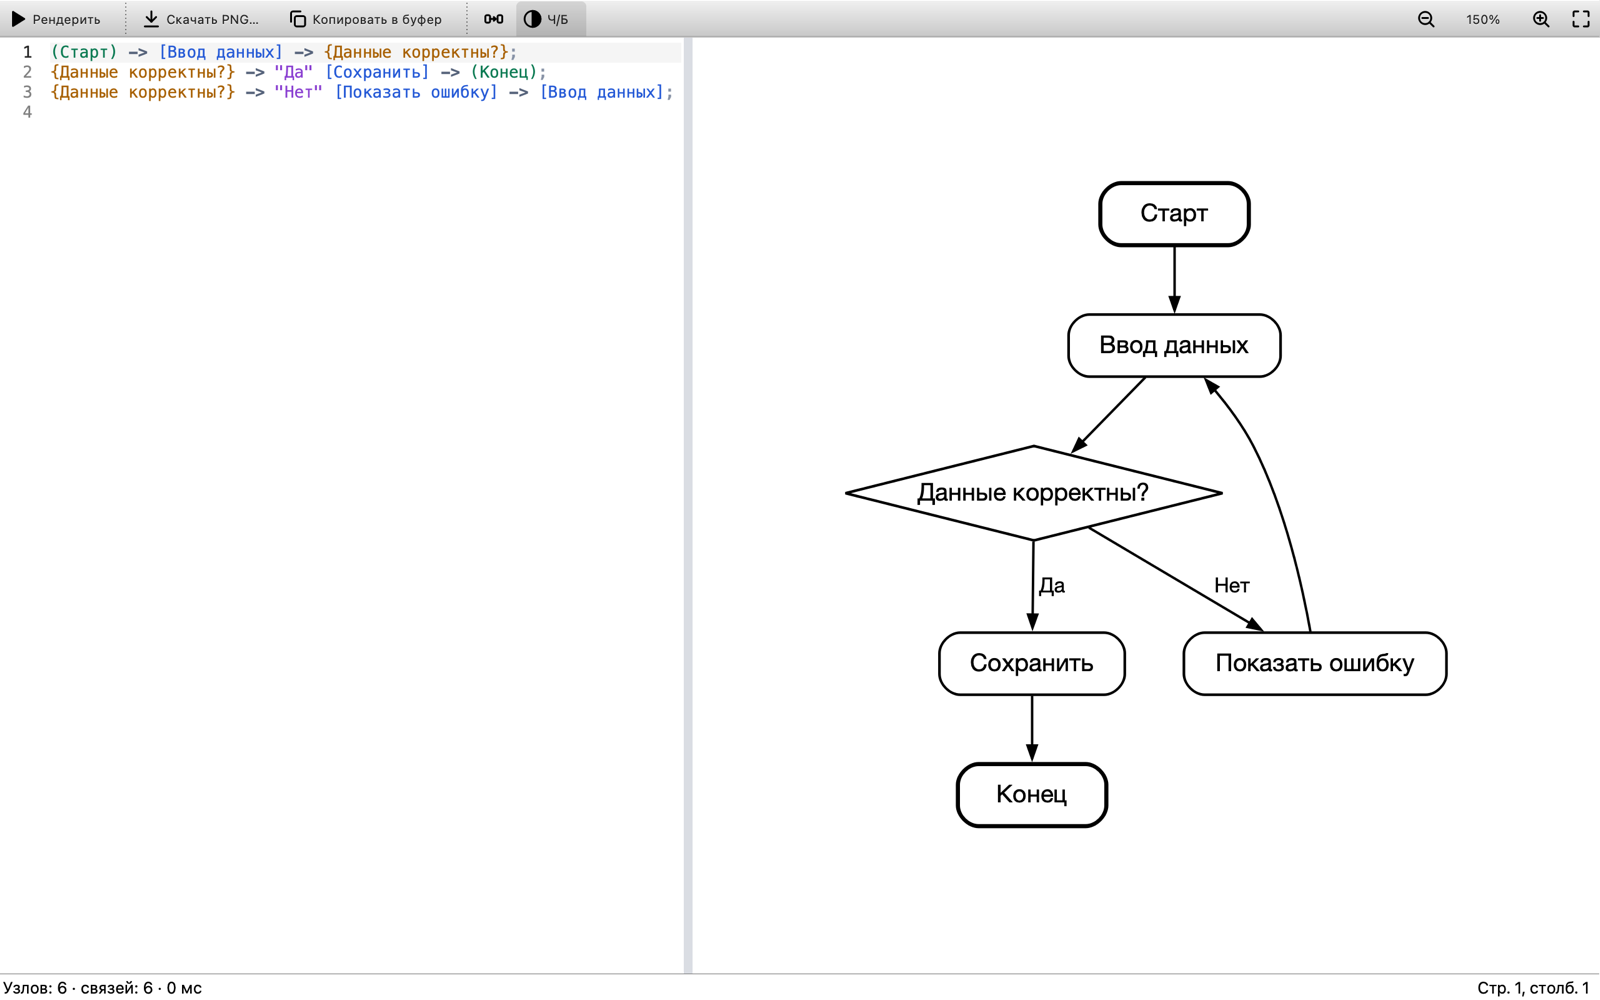 Рендерить Скачать PNG... Копировать в буфер Ч/Б 150%
1 (Старт) -> [Ввод данных] -> {Данные корректны?};
2 {Данные корректны?} -> "Да" [Сохранить] -> (Конец);
3 {Данные корректны?} -> "Нет" [Показать ошибку] -> [Ввод данных];
4
Старт
Ввод данных
Данные корректны?
Да
Нет
Сохранить
Показать ошибку
Конец
Узлов: 6 · связей: 6 · 0 мс
Стр. 1, столб. 1